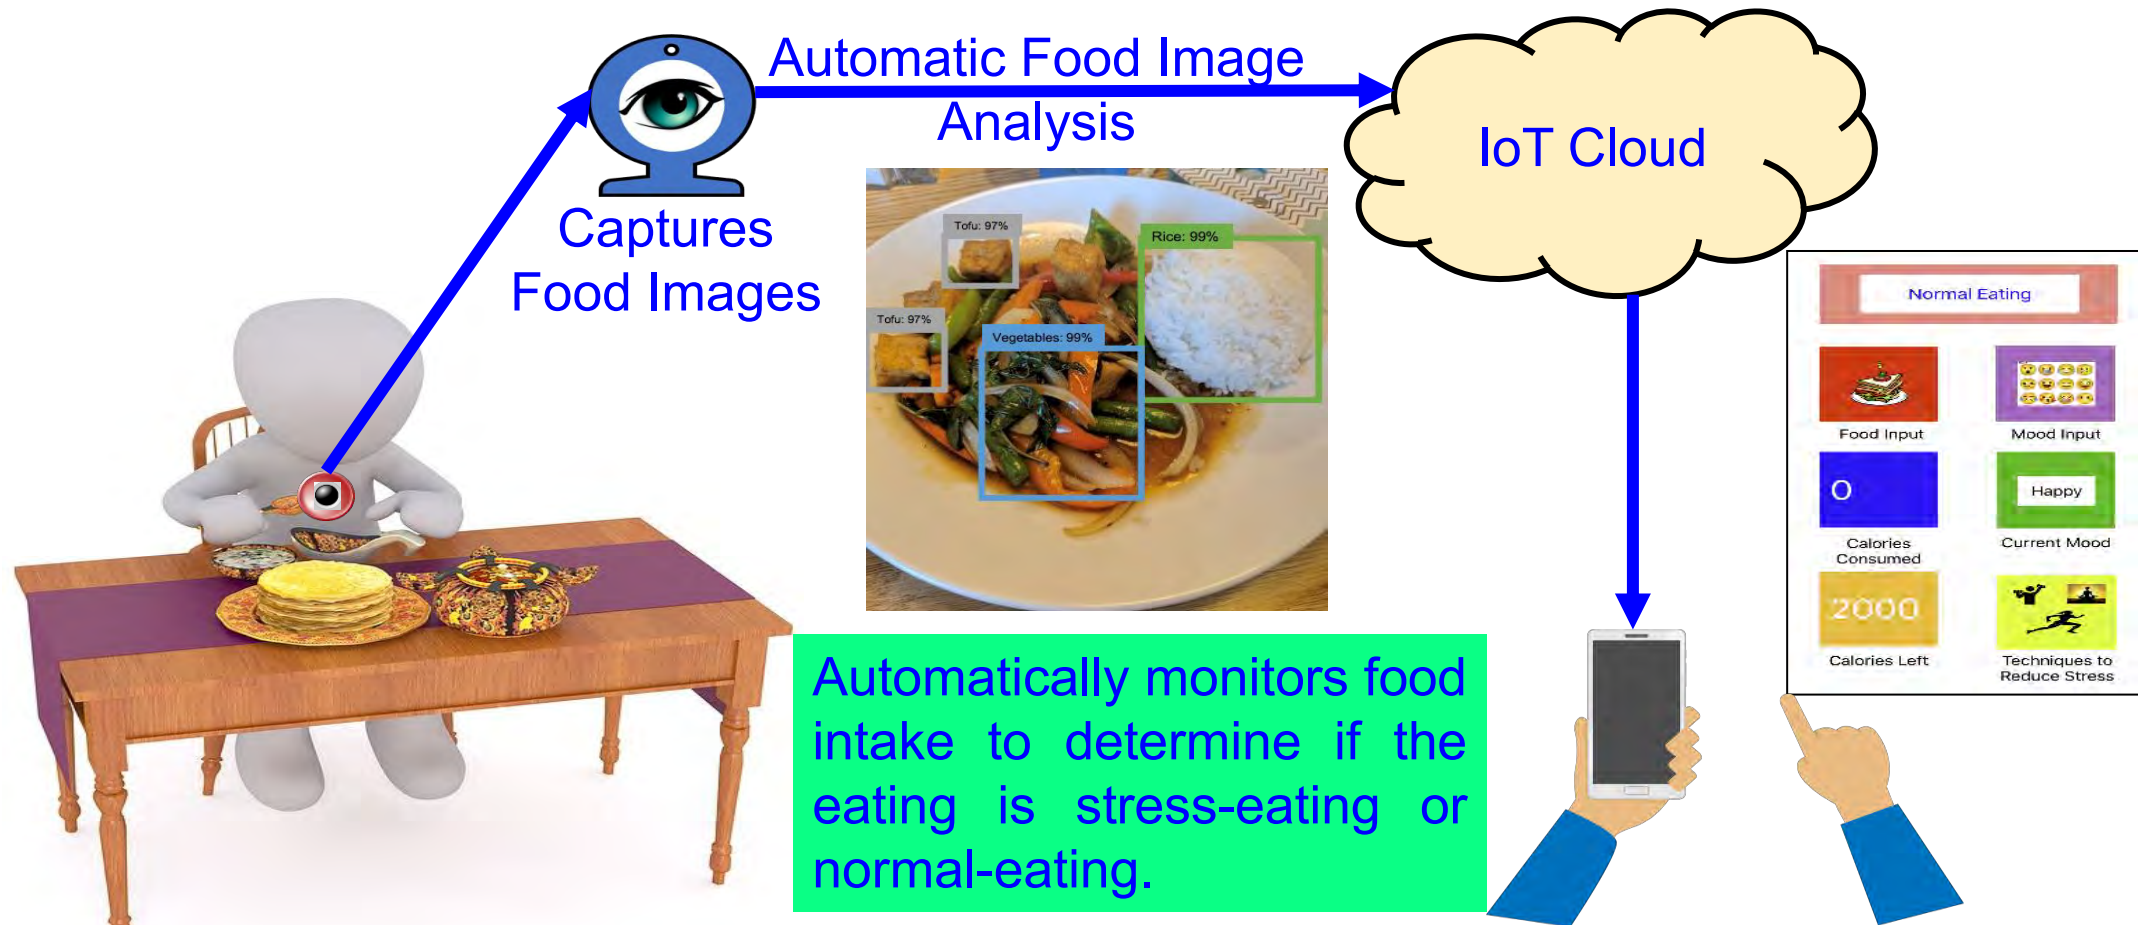 Automatic Food Image
Analysis
IoT Cloud
Captures
Food Images
Tofu: 97%
Rice: 99%
Tofu: 97%
Vegetables: 99%
Normal Eating
Food Input
Mood Input
0
Happy
Calories
Consumed
Current Mood
2000
Calories Left
Techniques to
Reduce Stress
Automatically monitors food
intake to determine if the
eating is stress-eating or
normal-eating.